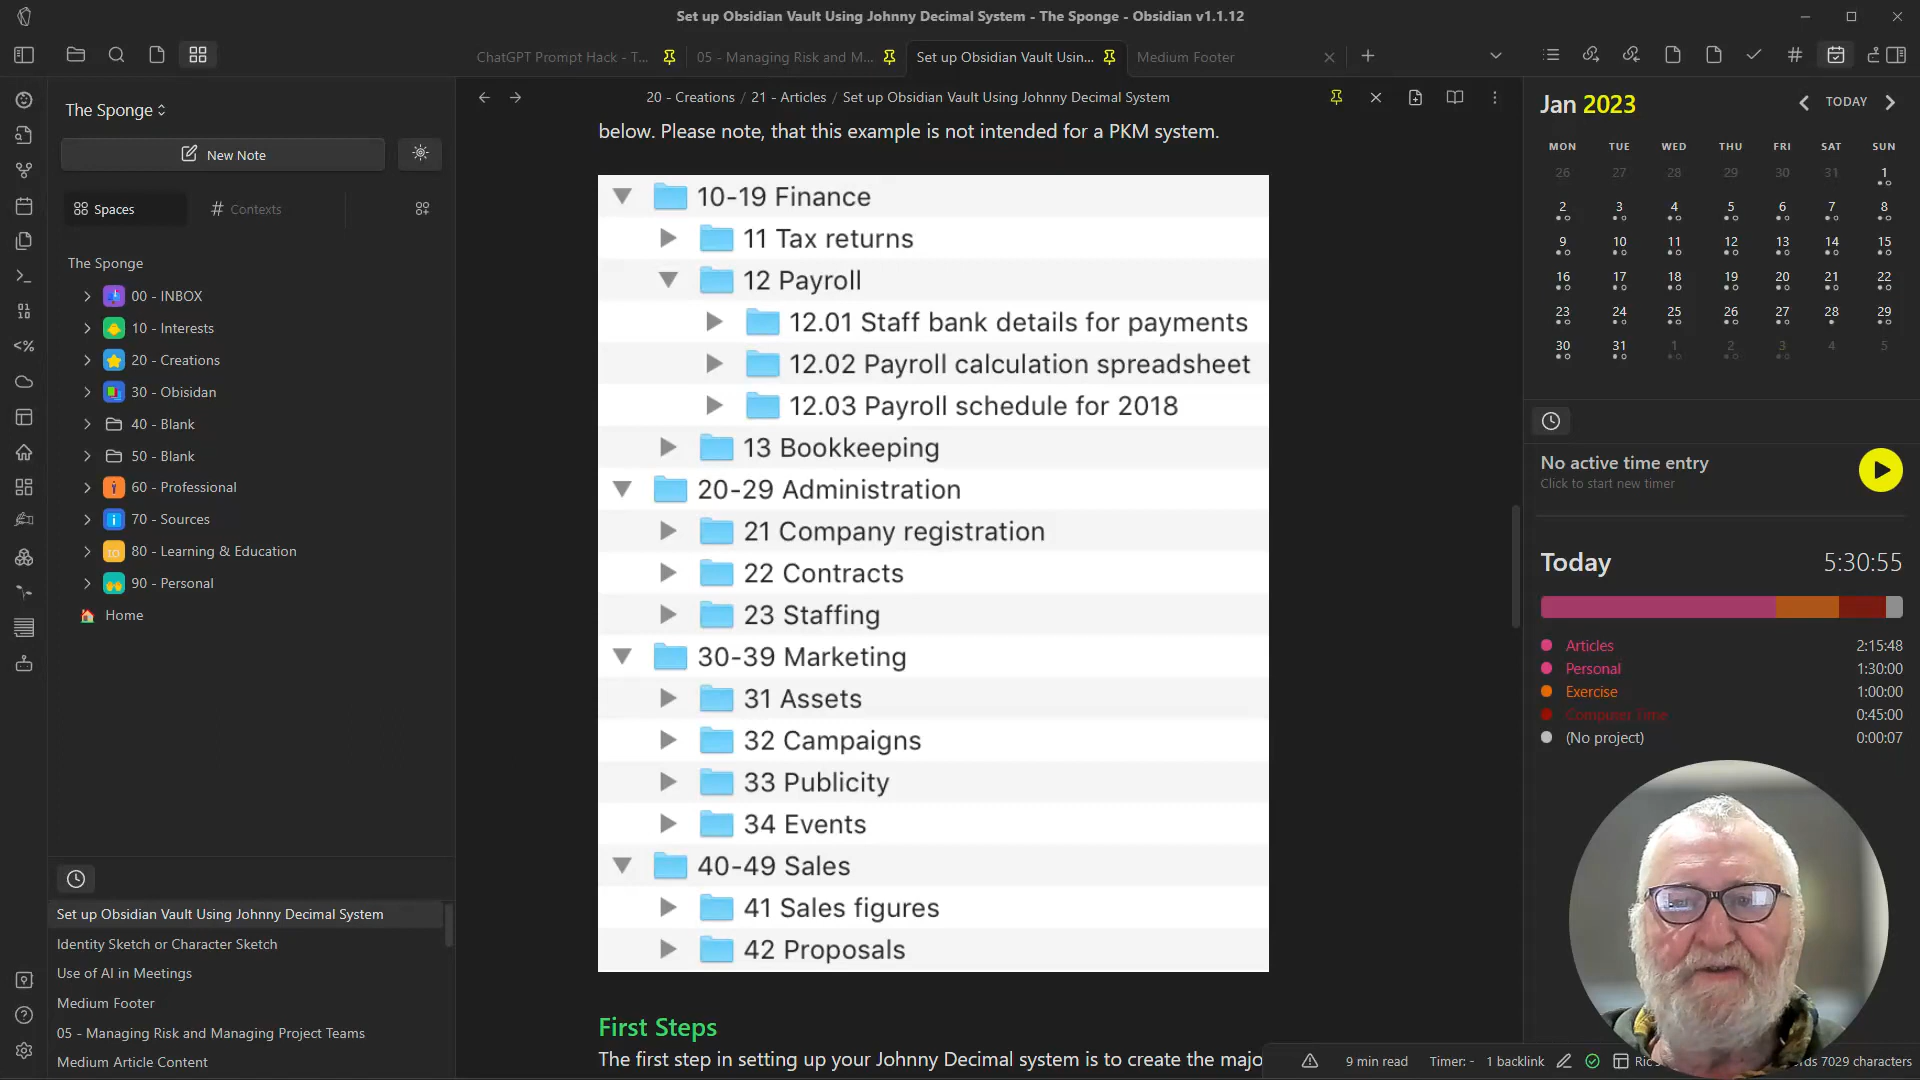 Set up Obsidian Vault Using Johnny Decimal System - The Sponge - Obsidian v1.1.12
ChatGPT Prompt Hack - T...
05 - Managing Risk and M...
Set up Obsidian Vault Usin...
Medium Footer
The Sponge
New Note
Spaces
# Contexts
The Sponge
00 - INBOX
10 - Interests
20 - Creations
30 - Obisidan
40 - Blank
50 - Blank
60 - Professional
70 - Sources
80 - Learning & Education
90 - Personal
Home
Set up Obsidian Vault Using Johnny Decimal System
Identity Sketch or Character Sketch
Use of AI in Meetings
Medium Footer
05 - Managing Risk and Managing Project Teams
Medium Article Content
20 - Creations / 21 - Articles / Set up Obsidian Vault Using Johnny Decimal System
below. Please note, that this example is not intended for a PKM system.
10-19 Finance
11 Tax returns
12 Payroll
12.01 Staff bank details for payments
12.02 Payroll calculation spreadsheet
12.03 Payroll schedule for 2018
13 Bookkeeping
20-29 Administration
21 Company registration
22 Contracts
23 Staffing
30-39 Marketing
31 Assets
32 Campaigns
33 Publicity
34 Events
40-49 Sales
41 Sales figures
42 Proposals
First Steps
The first step in setting up your Johnny Decimal system is to create the majo
Jan 2023
TODAY
MON TUE WED THU FRI SAT SUN
26 27 28 29 30 31 1
2 3 4 5 6 7 8
9 10 11 12 13 14 15
16 17 18 19 20 21 22
23 24 25 26 27 28 29
30 31 1 2 3 4 5
No active time entry
Click to start new timer
Today 5:30:55
Articles 2:15:48
Personal 1:30:00
Exercise 1:00:00
Computer Time 0:45:00
(No project) 0:00:07
9 min read Timer: - 1 backlink Ric 7029 characters